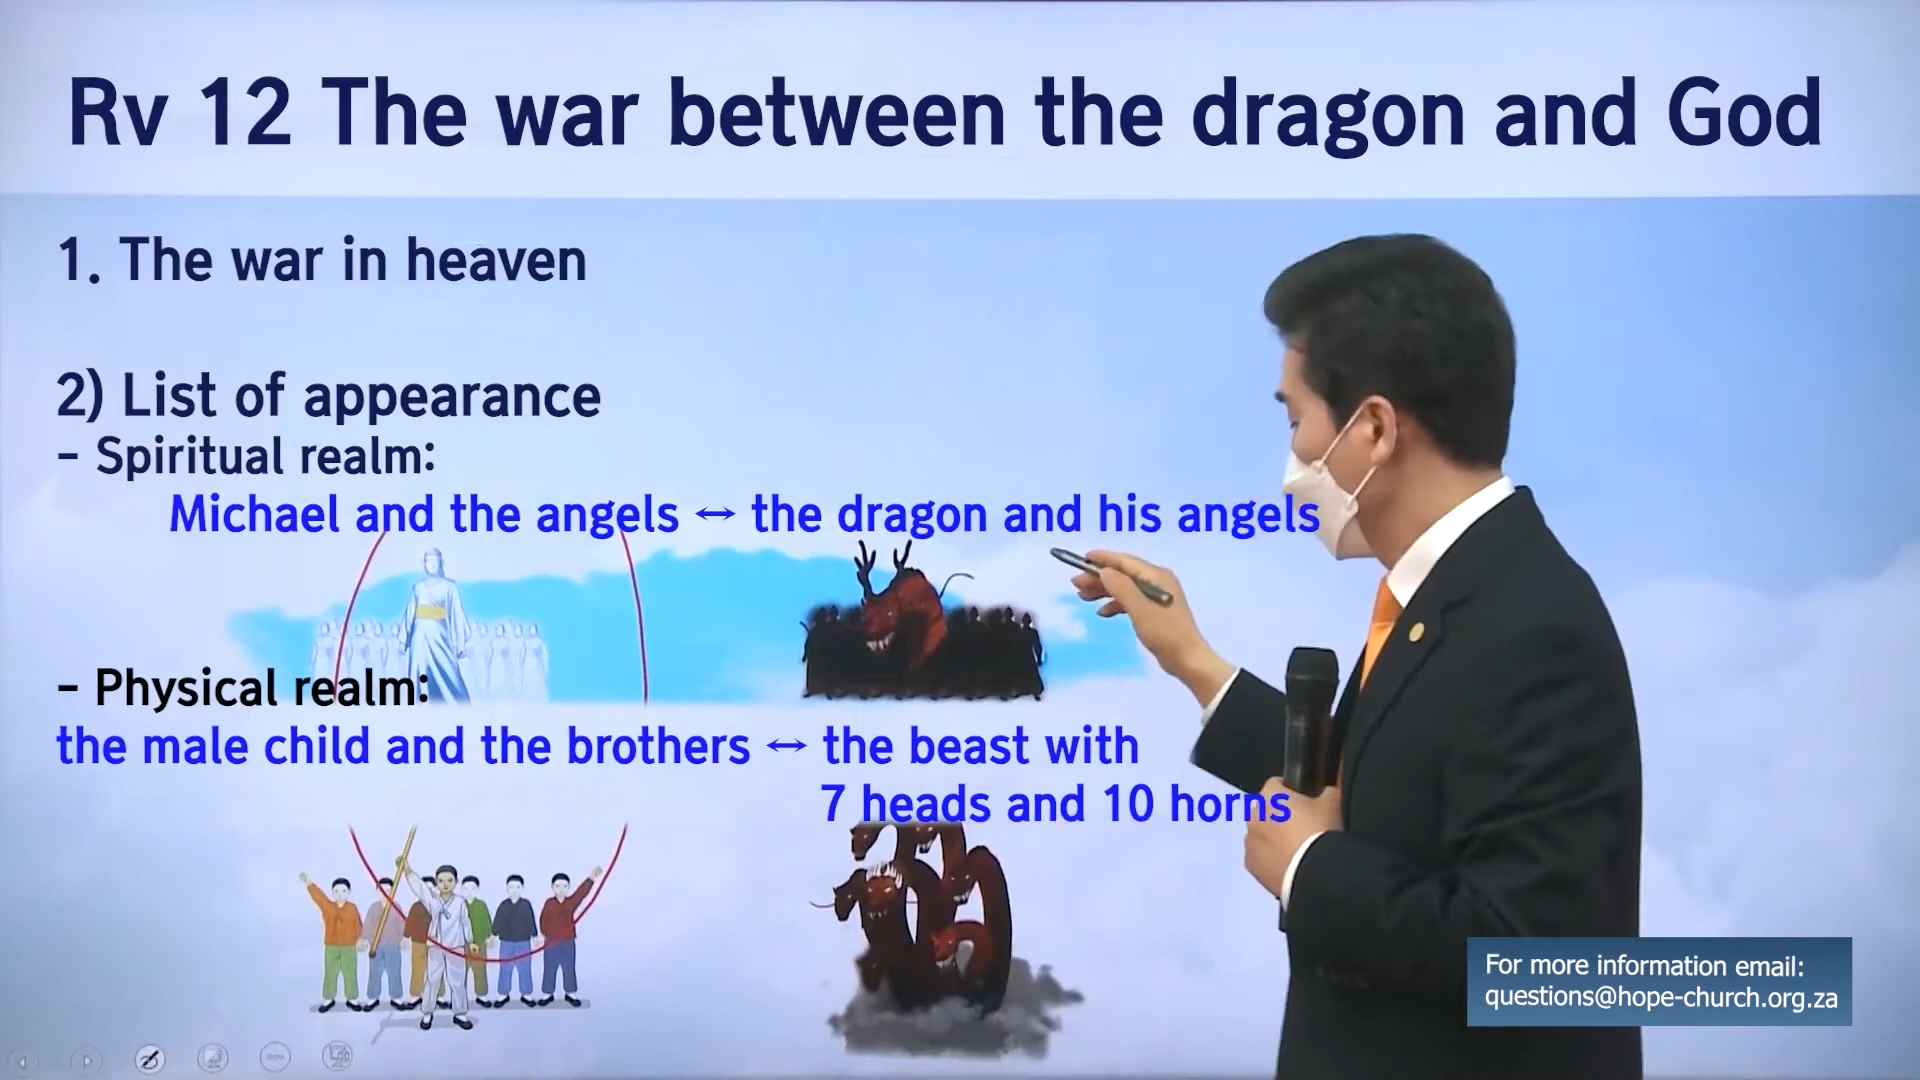 Rv 12 The war between the dragon and God
1. The war in heaven
2) List of appearance
- Spiritual realm:
Michael and the angels ↔ the dragon and his angels
- Physical realm:
the male child and the brothers ↔ the beast with
7 heads and 10 horns
For more information email:
questions@hope-church.org.za